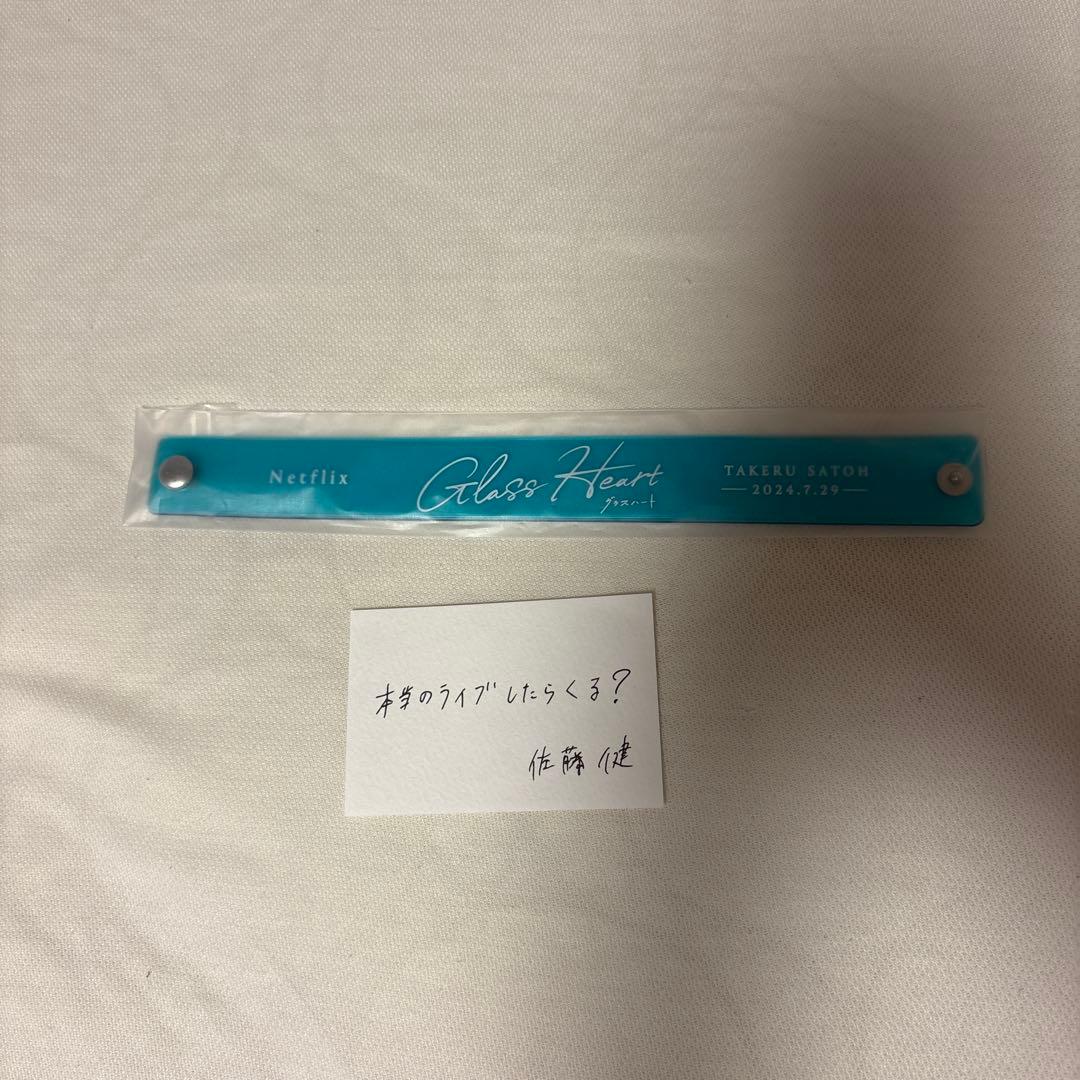 Netflix
Glass Heart
グラスハート
TAKERU SATOH
2024.7.29
本当のライブしたらくる?
佐藤 健